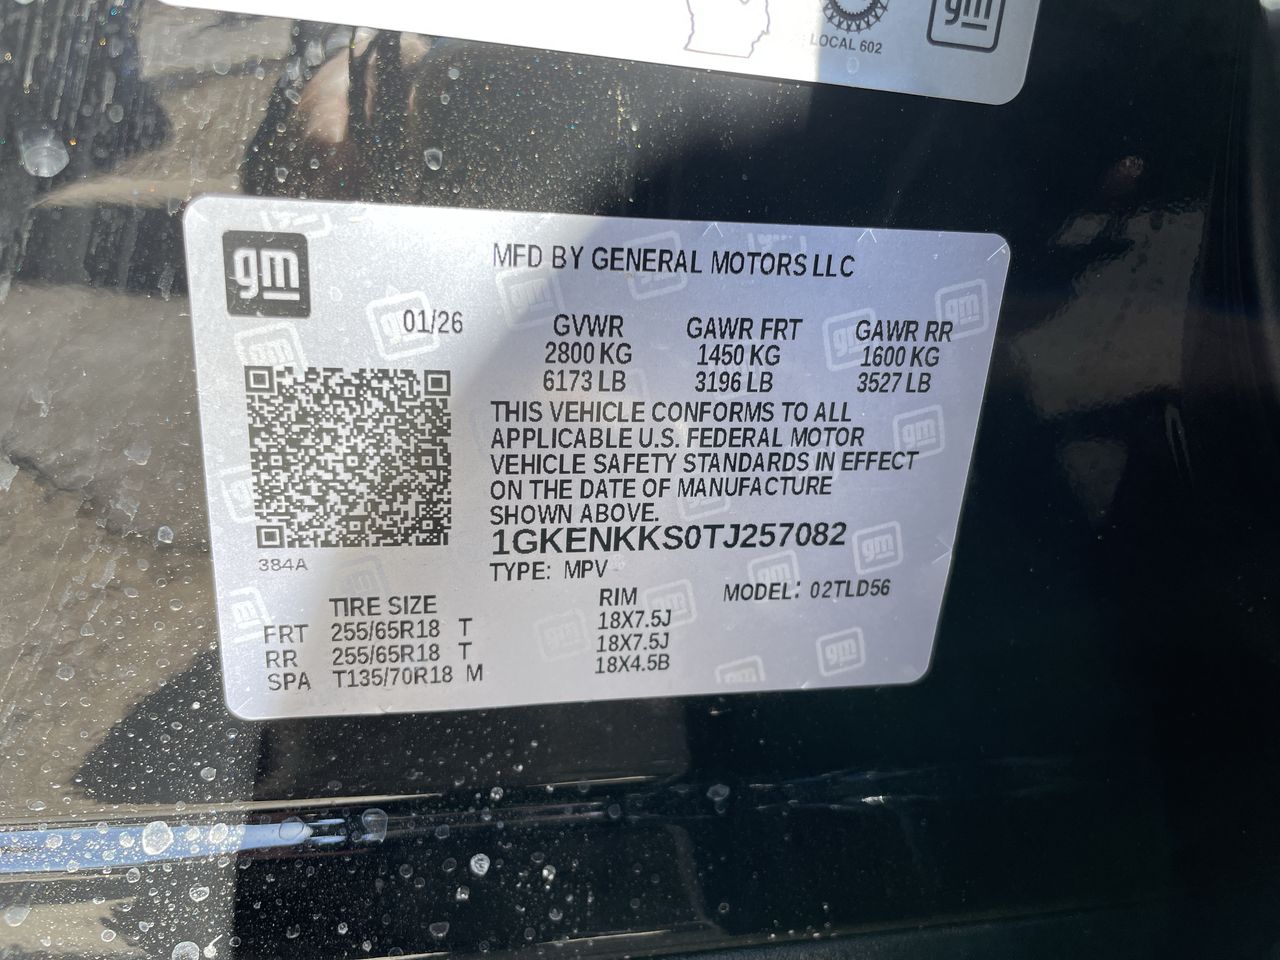 LOCAL 602
gm
gm
MFD BY GENERAL MOTORS LLC
01/26
GVWR GAWR FRT GAWR RR
2800 KG 1450 KG 1600 KG
6173 LB 3196 LB 3527 LB
THIS VEHICLE CONFORMS TO ALL
APPLICABLE U.S. FEDERAL MOTOR
VEHICLE SAFETY STANDARDS IN EFFECT
ON THE DATE OF MANUFACTURE
SHOWN ABOVE.
1GKENKKS0TJ257082
384A
TYPE: MPV
MODEL: 02TLD56
TIRE SIZE RIM
FRT 255/65R18 T 18X7.5J
RR 255/65R18 T 18X7.5J
SPA T135/70R18 M 18X4.5B